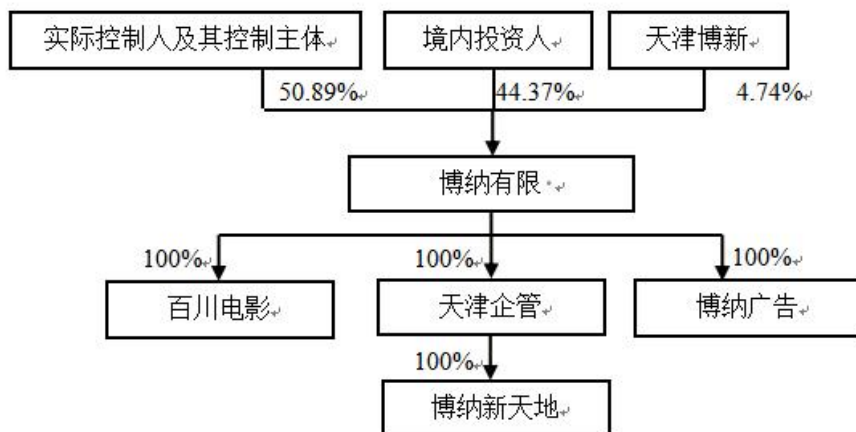 实际控制人及其控制主体
境内投资人
天津博新
50.89%
44.37%
4.74%
博纳有限
100%
100%
100%
百川电影
天津企管
博纳广告
100%
博纳新天地